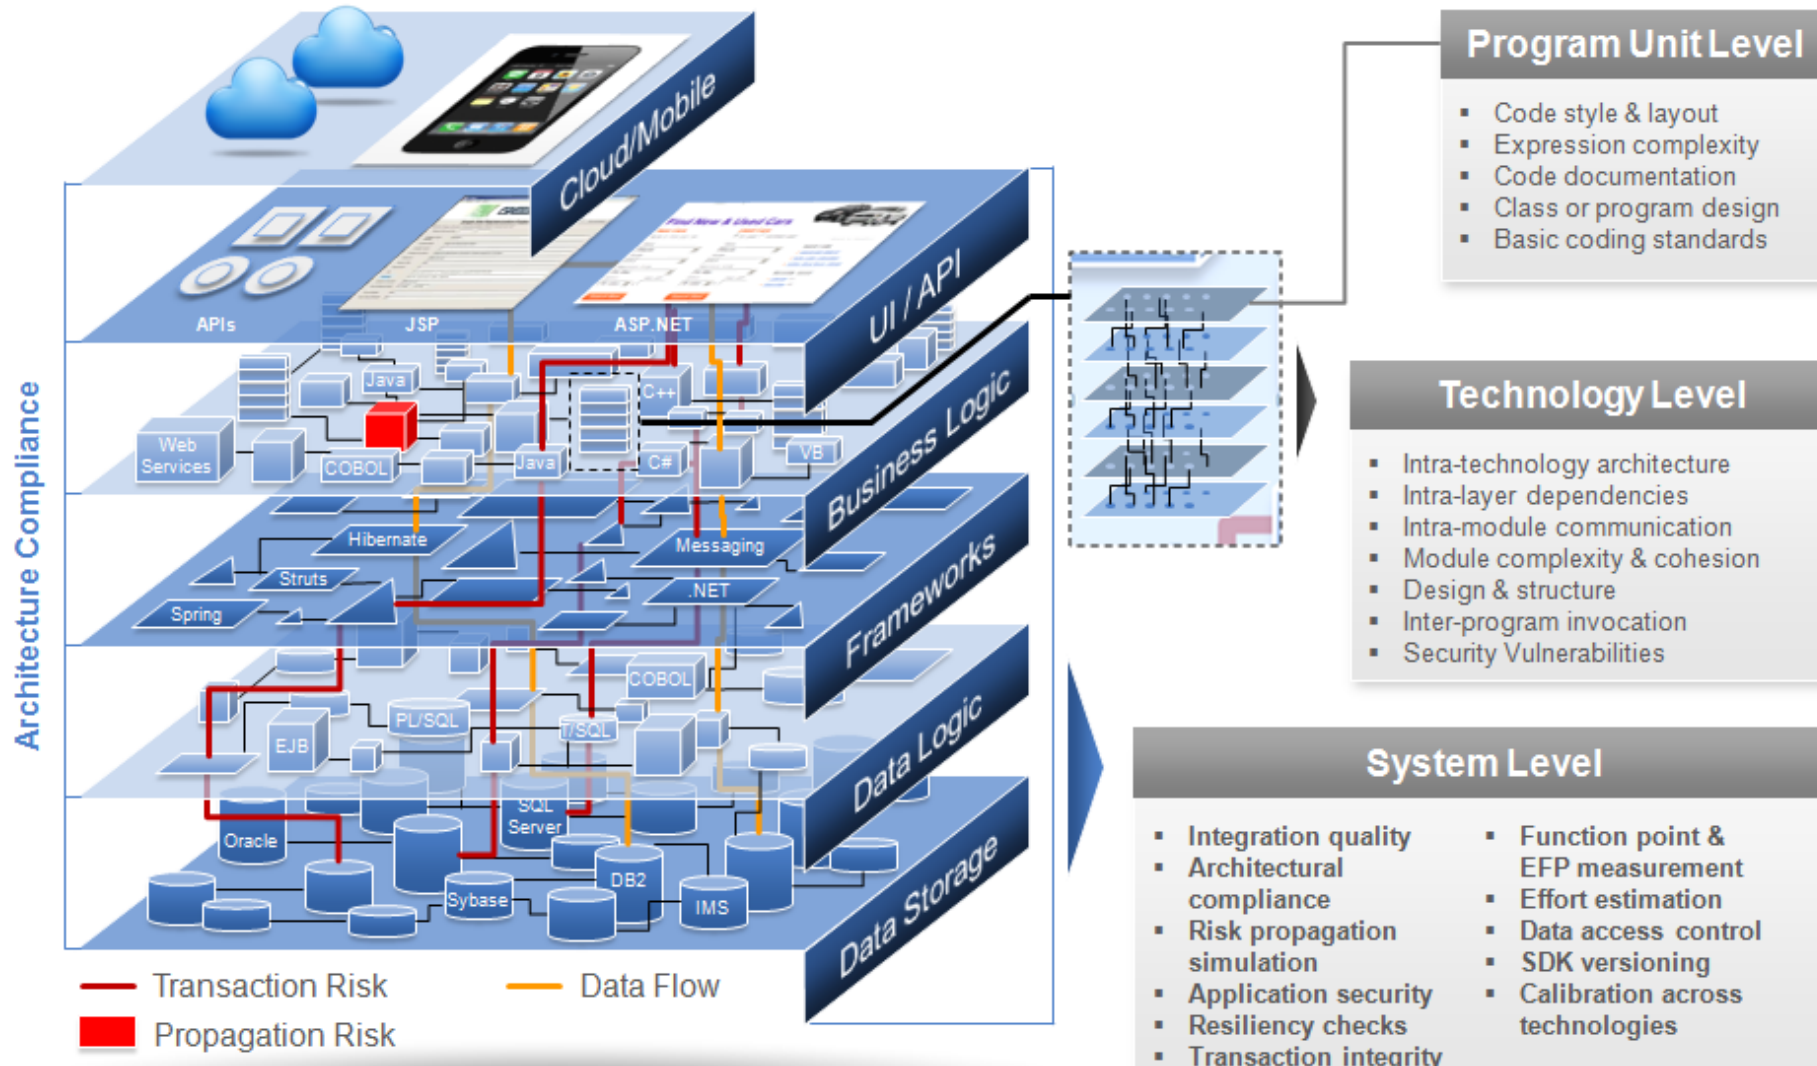 Program Unit Level
▪ Code style & layout
▪ Expression complexity
▪ Code documentation
▪ Class or program design
▪ Basic coding standards
Technology Level
▪ Intra-technology architecture
▪ Intra-layer dependencies
▪ Intra-module communication
▪ Module complexity & cohesion
▪ Design & structure
▪ Inter-program invocation
▪ Security Vulnerabilities
System Level
▪ Integration quality
▪ Architectural
compliance
▪ Risk propagation
simulation
▪ Application security
▪ Resiliency checks
▪ Transaction integrity
▪ Function point &
EFP measurement
▪ Effort estimation
▪ Data access control
▪ SDK versioning
▪ Calibration across
technologies
Architecture Compliance
Cloud/Mobile
UI / API
Find New & Used Cars
APIs
JSP
ASP.NET
Business Logic
Java
C++
Web
Services
COBOL
Java
C#
VB
Frameworks
Hibernate
Messaging
Struts
.NET
Spring
Data Logic
COBOL
PL/SQL
T/SQL
EJB
Data Storage
SQL
Server
Oracle
DB2
Sybase
IMS
Transaction Risk
Data Flow
Propagation Risk